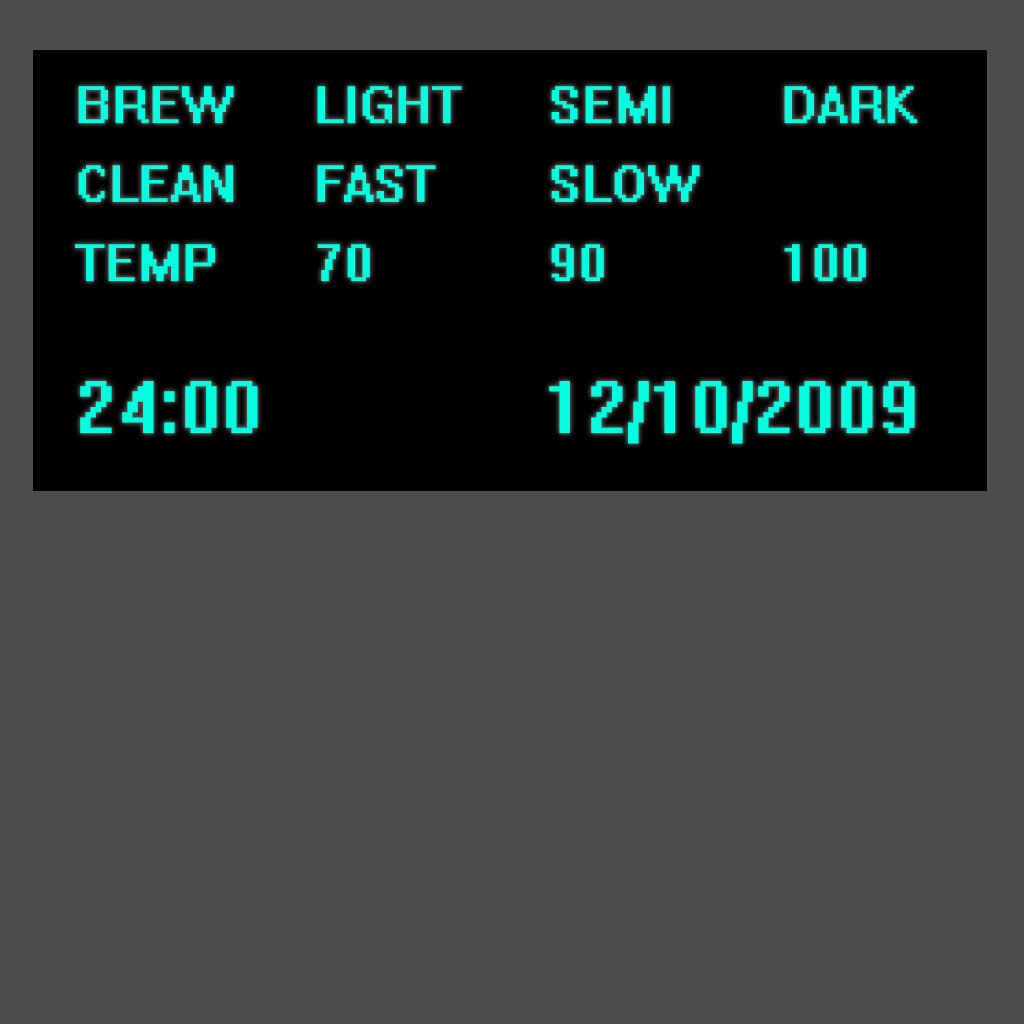 BREW LIGHT SEMI DARK
CLEAN FAST SLOW
TEMP 70 90 100
24:00 12/10/2009